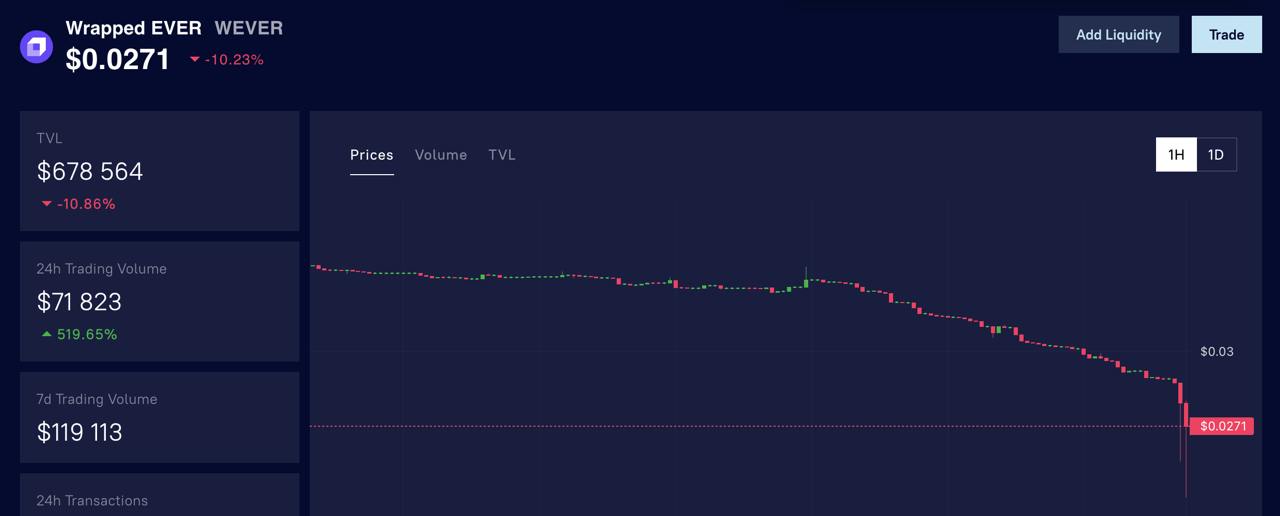 Wrapped EVER WEVER
$0.0271 -10.23%
Add Liquidity
Trade
TVL
$678 564
-10.86%
24h Trading Volume
$71 823
519.65%
7d Trading Volume
$119 113
24h Transactions
Prices Volume TVL
1H 1D
$0.03
$0.0271